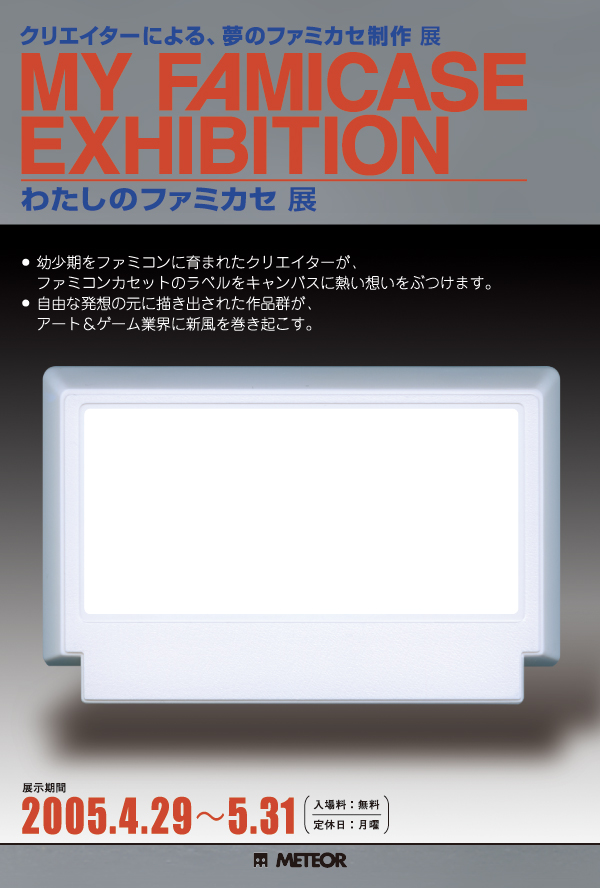 クリエイターによる、夢のファミカセ制作 展
MY FAMICASE
EXHIBITION
わたしのファミカセ 展
● 幼少期をファミコンに育まれたクリエイターが、
ファミコンカセットのラベルをキャンバスに熱い想いをぶつけます。
● 自由な発想の元に描き出された作品群が、
アート＆ゲーム業界に新風を巻き起こす。
展示期間
2005.4.29～5.31
入場料：無料
定休日：月曜
METEOR